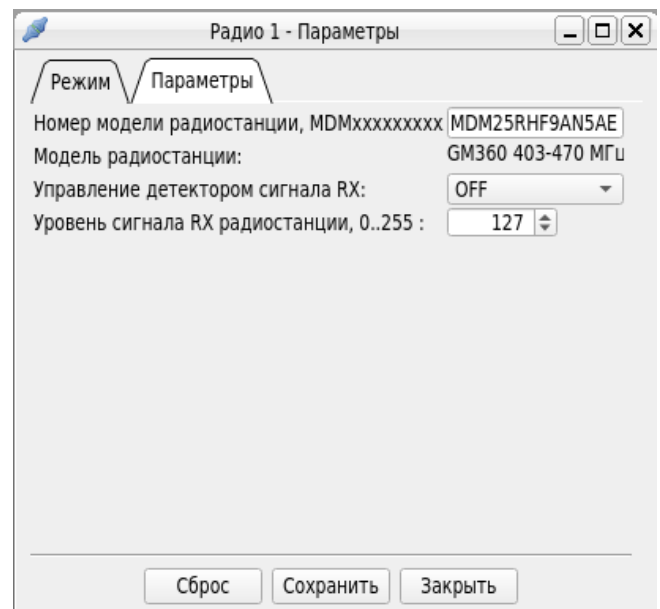 Радио 1 - Параметры
Режим
Параметры
Номер модели радиостанции, MDMxxxxxxxxx MDM25RHF9AN5AE
Модель радиостанции: GM360 403-470 МГц
Управление детектором сигнала RX: OFF
Уровень сигнала RX радиостанции, 0..255 : 127
Сброс Сохранить Закрыть